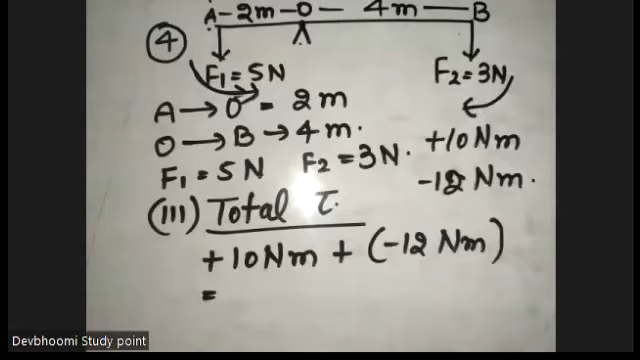 A - 2m - O - 4m - B
4
F1 = 5N F2 = 3N
A → O = 2m
O → B → 4m.
F1 = 5N F2 = 3N. +10Nm
-12 Nm.
(III) Total τ.
+10Nm + (-12 Nm)
=
Devbhoomi Study point